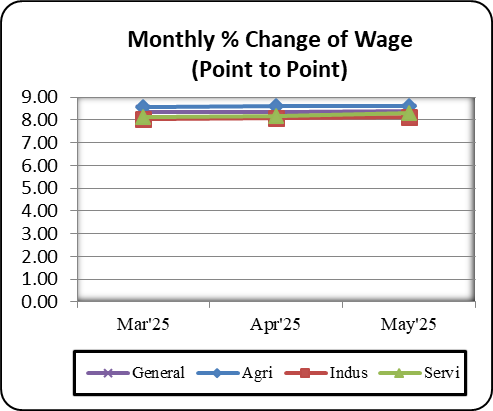 Monthly % Change of Wage
(Point to Point)
9.00
8.00
7.00
6.00
5.00
4.00
3.00
2.00
1.00
0.00
Mar'25 Apr'25 May'25
General Agri Indus Servi